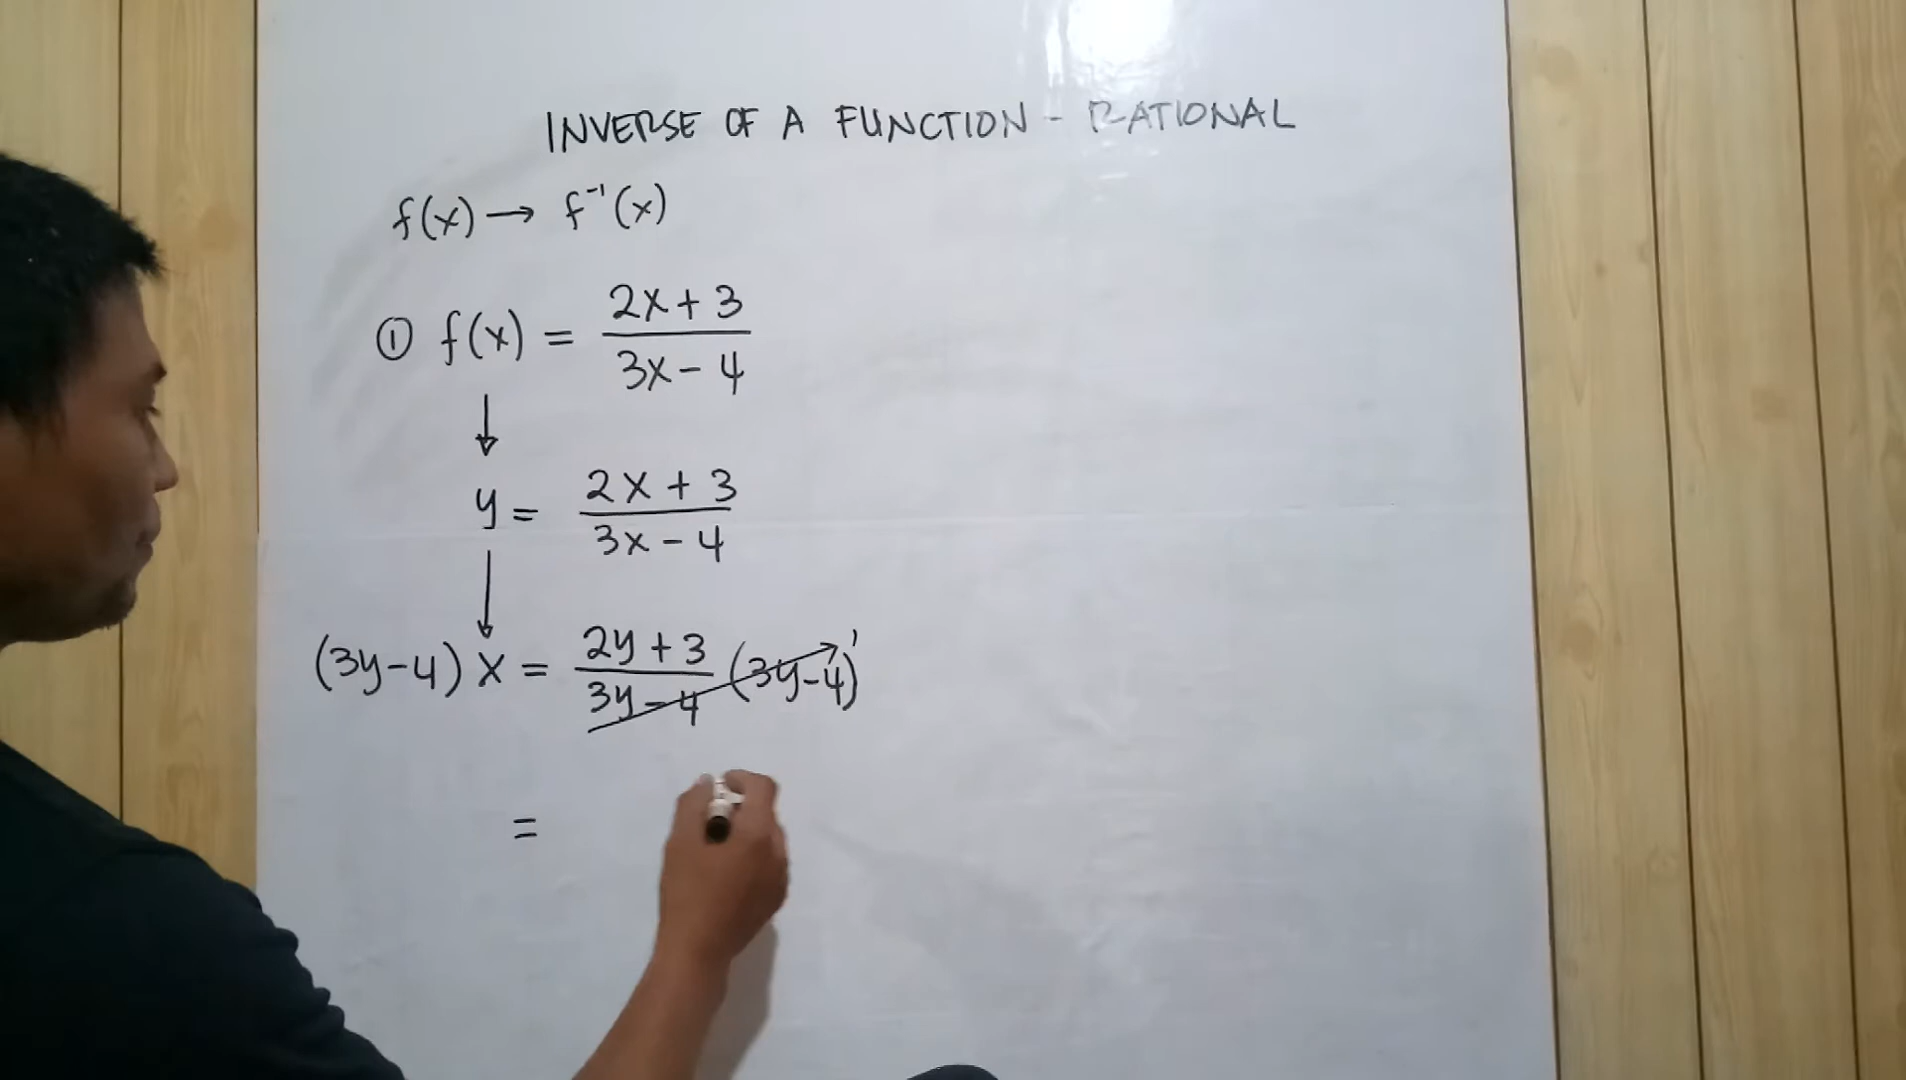 INVERSE OF A FUNCTION - RATIONAL
f(x) → f⁻¹(x)
① f(x) = (2x + 3)/(3x - 4)
↓
y = (2x + 3)/(3x - 4)
↓
(3y-4) x = (2y + 3)/(3y - 4) (3y-4) 1
=